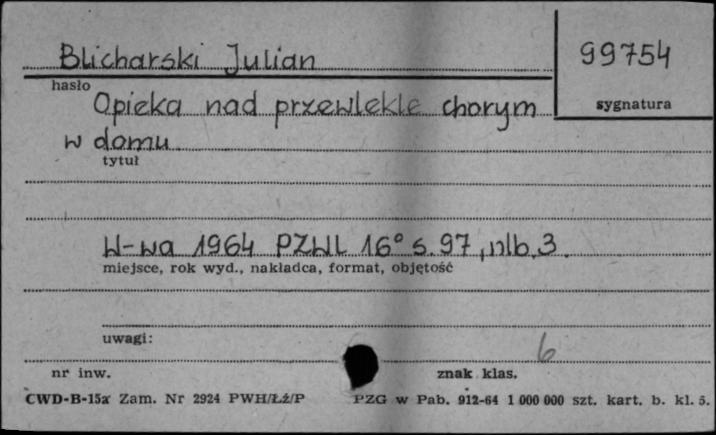 Blicharski Julian
99754
hasło
sygnatura
Opieka nad przewlekle chorym
w domu
tytuł
W-wa 1964 PZWL 16° s. 97, nlb. 3.
miejsce, rok wyd., nakładca, format, objętość
uwagi:
6
nr inw.
znak klas.
CWD-B-15a Zam. Nr 2924 PWH/Łż/P PZG w Pab. 912-64 1 000 000 szt. kart. b. kl. 5.